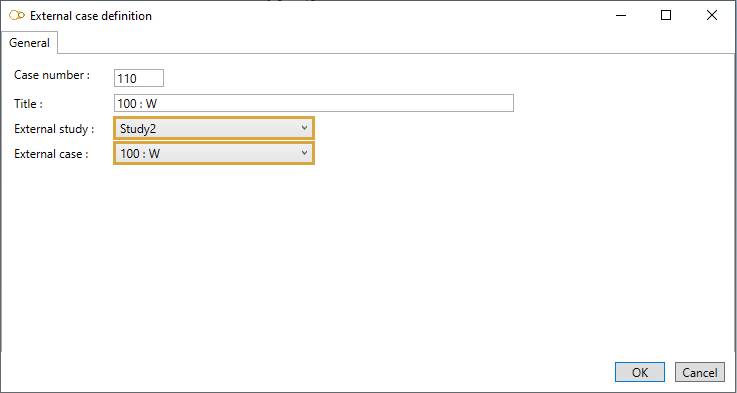 External case definition
General
Case number : 110
Title : 100 : W
External study : Study2
External case : 100 : W
OK Cancel